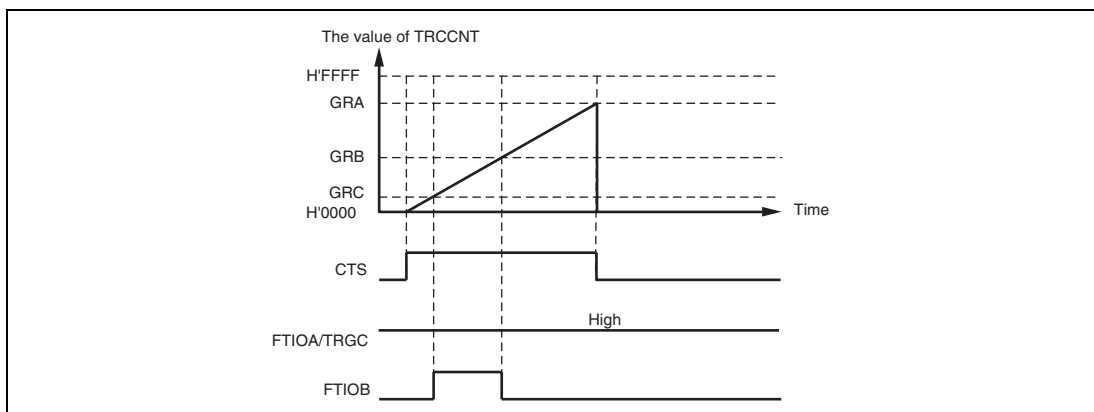 The value of TRCCNT
H'FFFF
GRA
GRB
GRC
H'0000
Time
CTS
High
FTIOA/TRGC
FTIOB